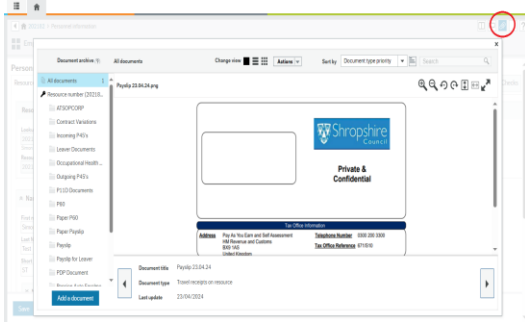 Personal information
Document archive (1)
All documents
Change view
Actions
Sort by
Document type priority
Search
x
All documents
1
Payslip 23.04.24.png
Resource number (20210...
ATSOPCORP
Contract Variations
Incoming P45's
Leaver Documents
Occupational Health ...
Outgoing P45's
P11D Documents
P60
Paper P60
Paper Payslip
Payslip
Payslip for Leaver
PDP Document
Add a document
Shropshire
Council
Private &
Confidential
Tax Office Information
Address
Pay As You Earn and Self Assessment
HM Revenue and Customs
BX9 1AS
United Kingdom
Telephone Number 0300 200 3300
Tax Office Reference
Document title Payslip 23.04.24
Document type Travel receipts on resource
Last update 23/04/2024
Save